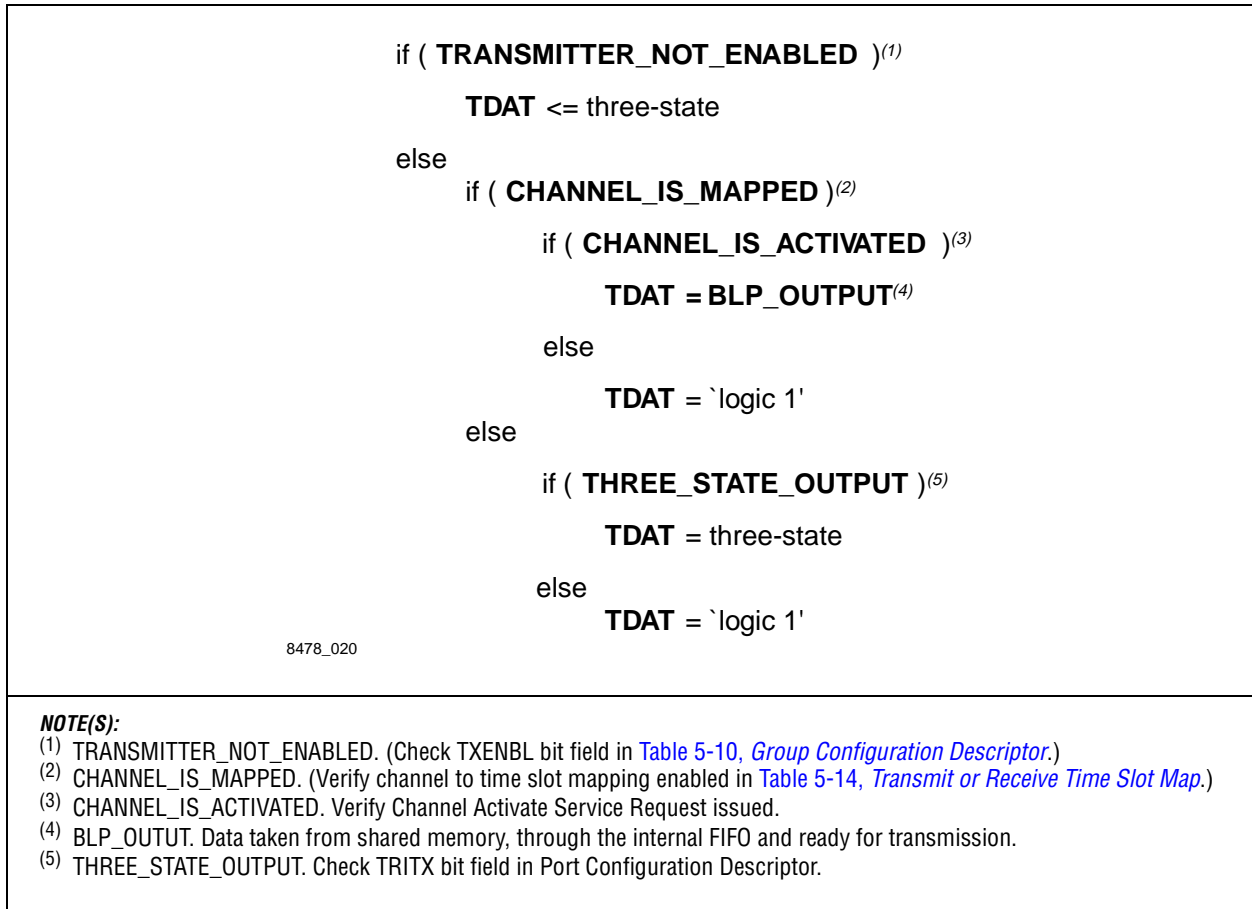 if ( TRANSMITTER_NOT_ENABLED )(1)
TDAT <= three-state
else
if ( CHANNEL_IS_MAPPED )(2)
if ( CHANNEL_IS_ACTIVATED )(3)
TDAT = BLP_OUTPUT(4)
else
TDAT = `logic 1'
else
if ( THREE_STATE_OUTPUT )(5)
TDAT = three-state
else
TDAT = `logic 1'
8478_020
NOTE(S):
(1) TRANSMITTER_NOT_ENABLED. (Check TXENBL bit field in Table 5-10, Group Configuration Descriptor.)
(2) CHANNEL_IS_MAPPED. (Verify channel to time slot mapping enabled in Table 5-14, Transmit or Receive Time Slot Map.)
(3) CHANNEL_IS_ACTIVATED. Verify Channel Activate Service Request issued.
(4) BLP_OUTUT. Data taken from shared memory, through the internal FIFO and ready for transmission.
(5) THREE_STATE_OUTPUT. Check TRITX bit field in Port Configuration Descriptor.